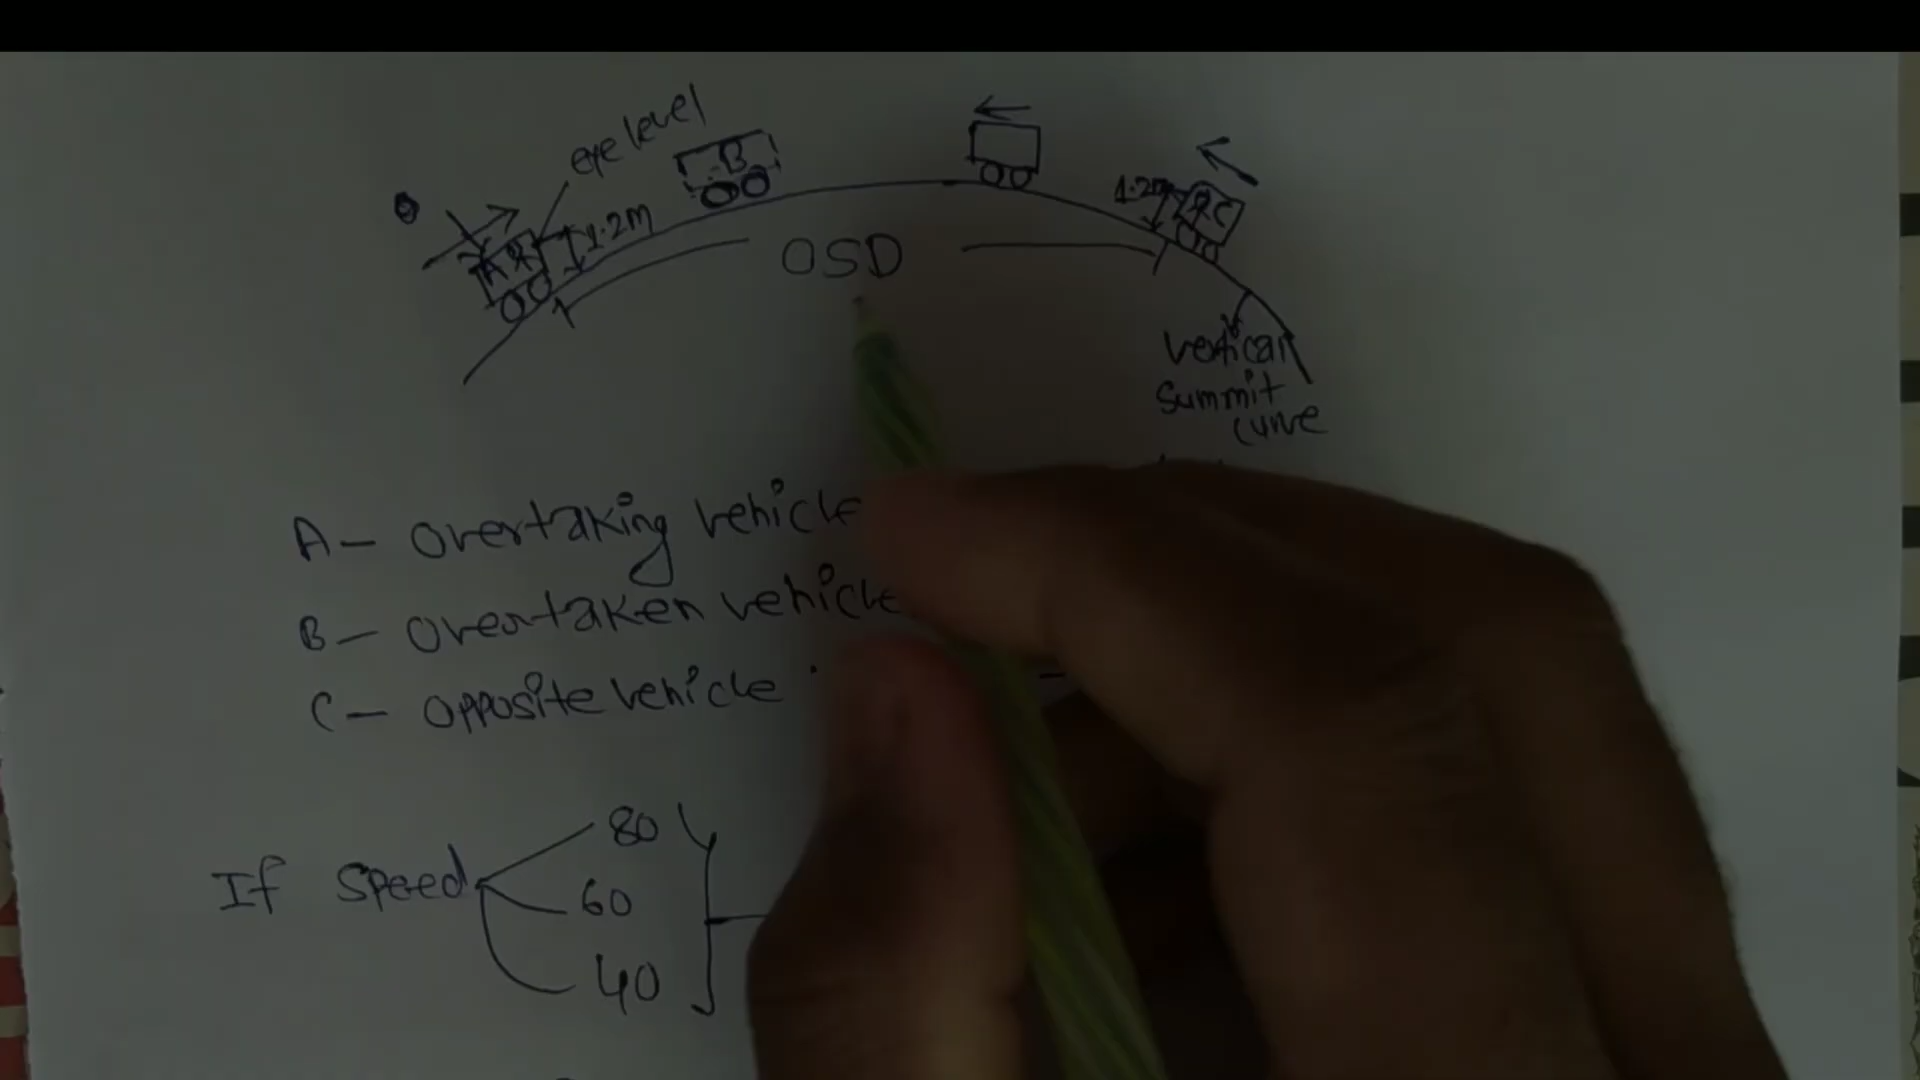 eye level
B
1.2m
1.2m
A
C
OSD
Vertical
Summit
Curve
A - Overtaking vehicle
B - Overtaken vehicle
C - Opposite vehicle
If Speed
80
60
40